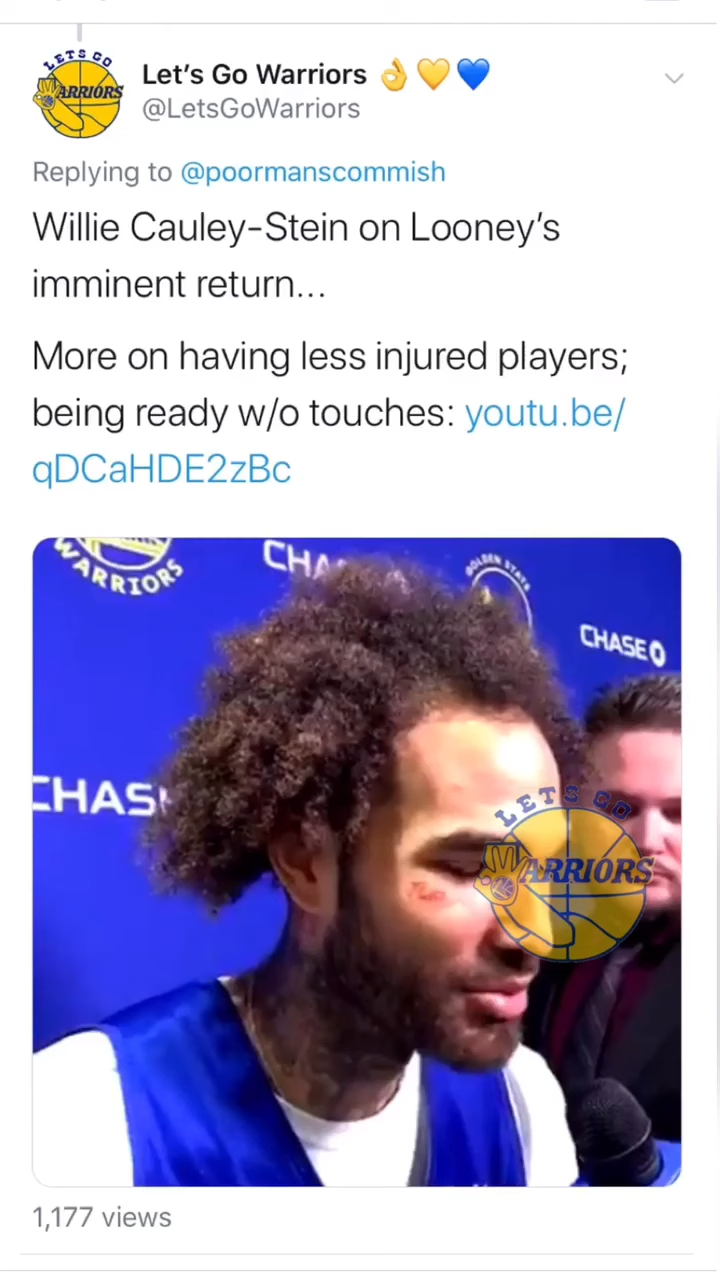 LETS GO
WARRIORS
Let's Go Warriors 👌💛💙
@LetsGoWarriors
Replying to @poormanscommish
Willie Cauley-Stein on Looney's
imminent return...
More on having less injured players;
being ready w/o touches: youtu.be/
qDCaHDE2zBc
WARRIORS
CHA
GOLDEN STATE
CHASE
CHAS
LETS GO
WARRIORS
1,177 views